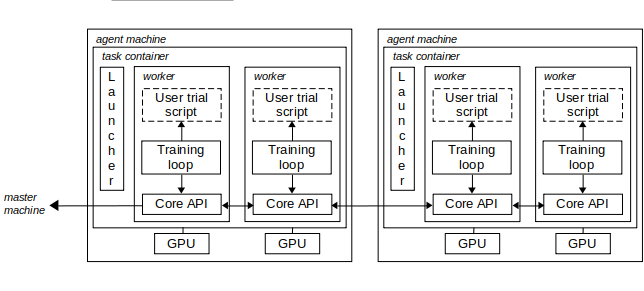 agent machine
task container
Launcher
worker
User trial
script
Training
loop
Core API
worker
User trial
script
Training
loop
Core API
GPU
GPU
master
machine
agent machine
task container
Launcher
worker
User trial
script
Training
loop
Core API
worker
User trial
script
Training
loop
Core API
GPU
GPU